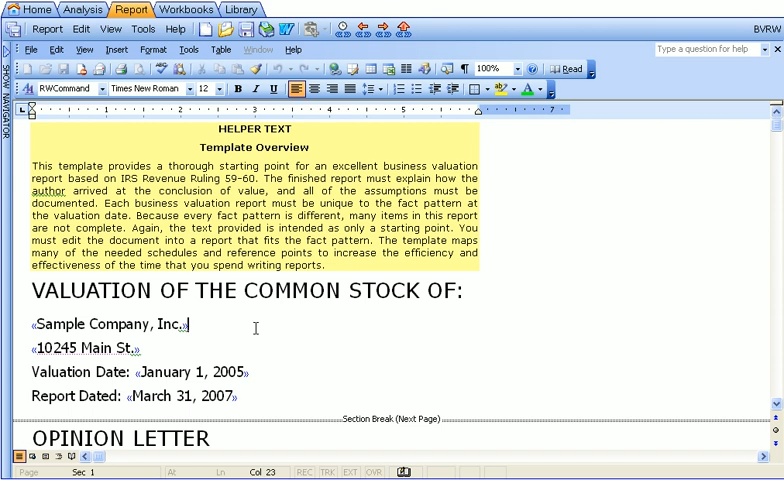 Home Analysis Report Workbooks Library
Report Edit View Tools Help BVRW
File Edit View Insert Format Tools Table Window Help Type a question for help
100% Read
RWCommand Times New Roman 12 B I U
1 2 3 4 5 7
SHOW NAVIGATOR
HELPER TEXT
Template Overview
This template provides a thorough starting point for an excellent business valuation
report based on IRS Revenue Ruling 59-60. The finished report must explain how the
author arrived at the conclusion of value, and all of the assumptions must be
documented. Each business valuation report must be unique to the fact pattern at
the valuation date. Because every fact pattern is different, many items in this report
are not complete. Again, the text provided is intended as only a starting point. You
must edit the document into a report that fits the fact pattern. The template maps
many of the needed schedules and reference points to increase the efficiency and
effectiveness of the time that you spend writing reports.
VALUATION OF THE COMMON STOCK OF:
«Sample Company, Inc.»
«10245 Main St.»
Valuation Date: «January 1, 2005»
Report Dated: «March 31, 2007»
Section Break (Next Page)
OPINION LETTER
Page Sec 1 At Ln Col 23 REC TRK EXT OVR